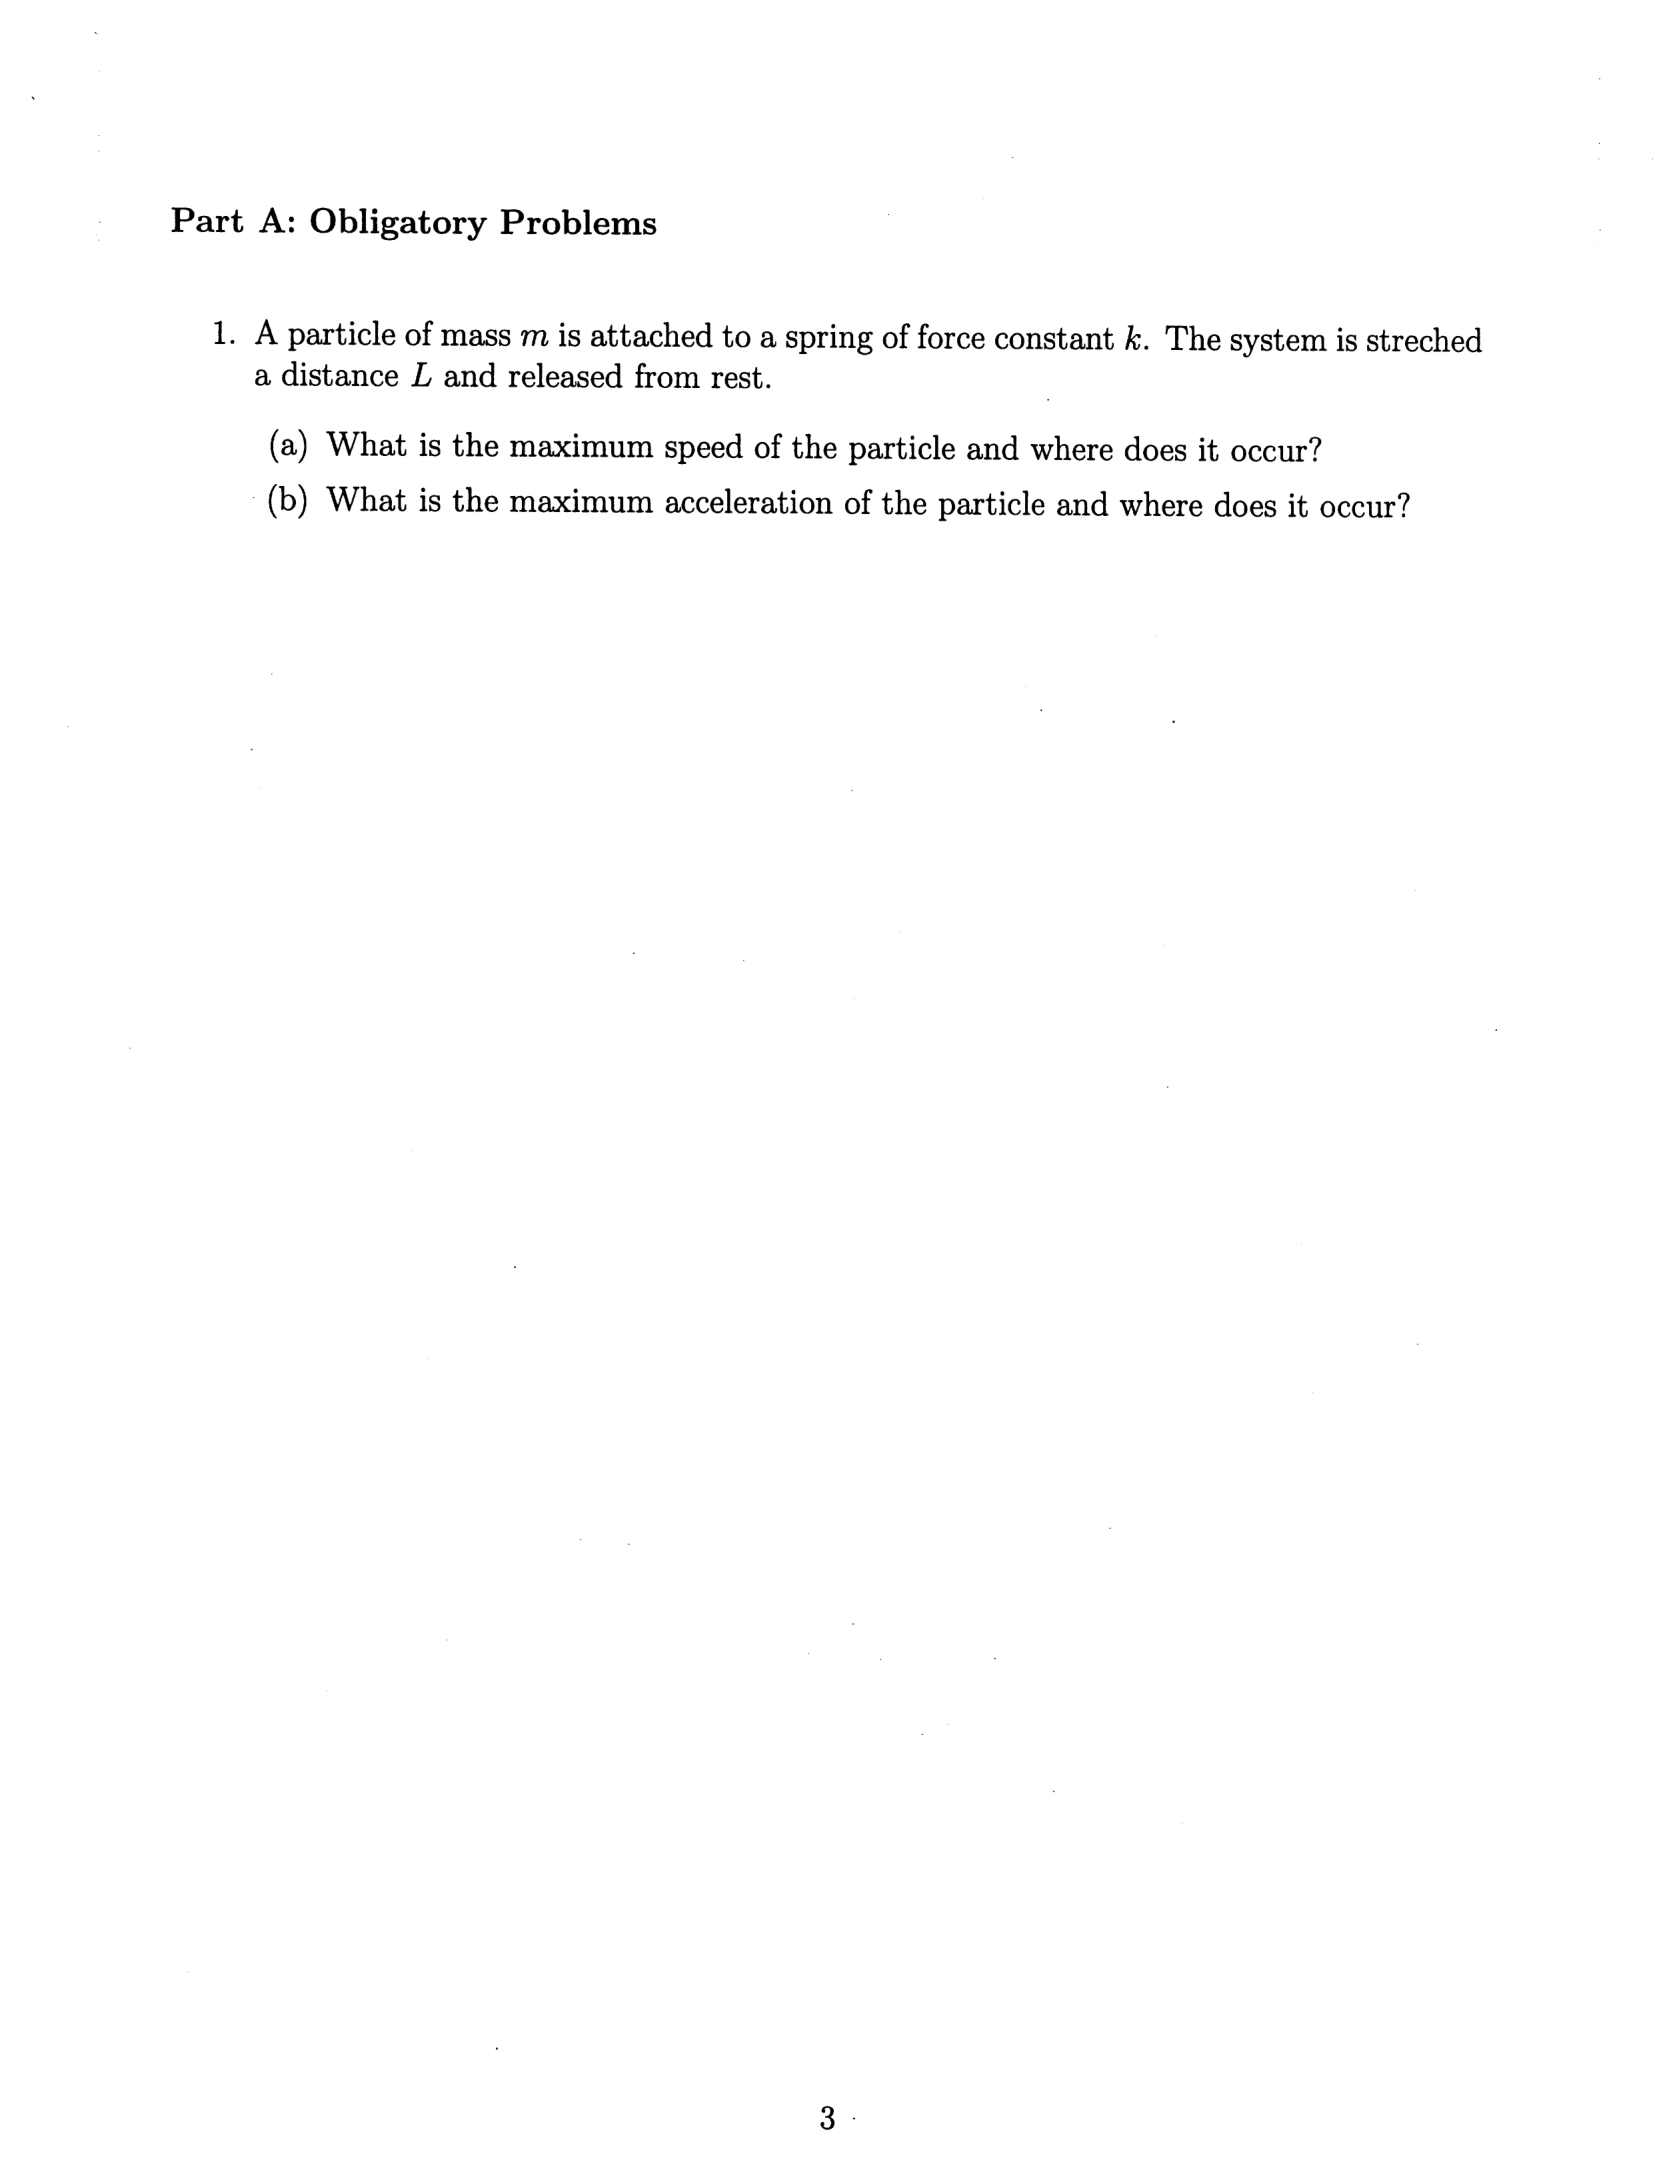 Part A: Obligatory Problems
1. A particle of mass m is attached to a spring of force constant k. The system is streched
a distance L and released from rest.
(a) What is the maximum speed of the particle and where does it occur?
(b) What is the maximum acceleration of the particle and where does it occur?
3